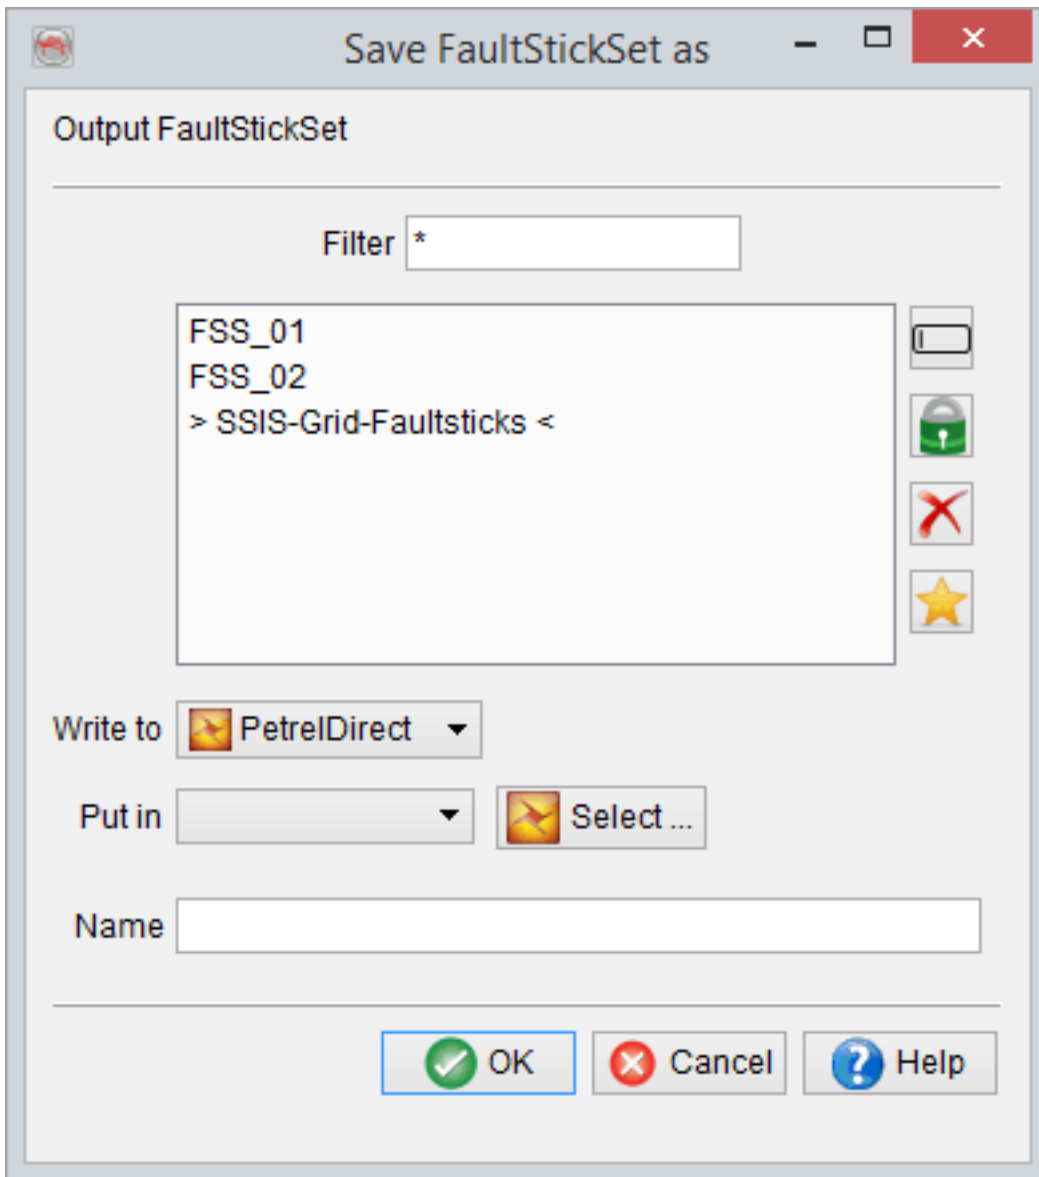 Save FaultStickSet as
Output FaultStickSet
Filter *
FSS_01
FSS_02
> SSIS-Grid-Faultsticks <
Write to PetrelDirect
Put in Select ...
Name
OK Cancel Help